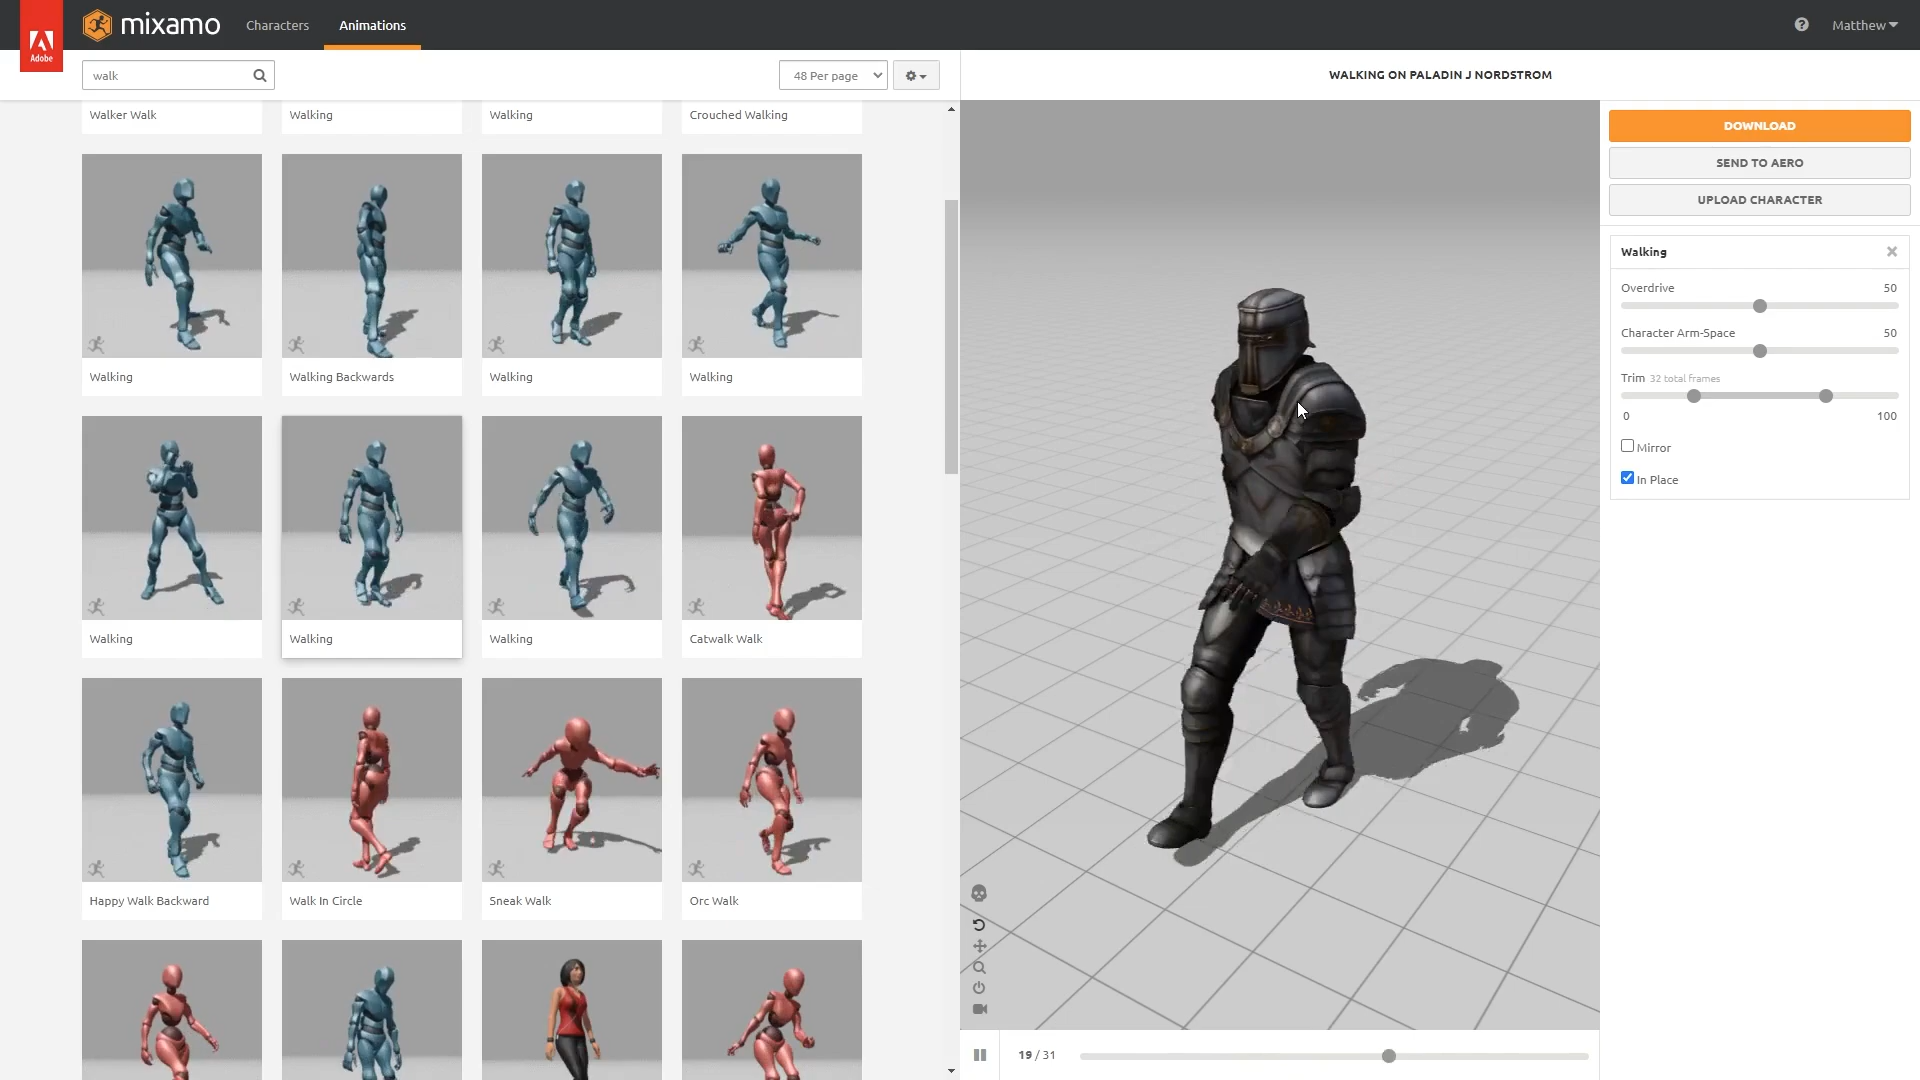 Adobe
mixamo
Characters
Animations
Matthew
walk
48 Per page
WALKING ON PALADIN J NORDSTROM
Walker Walk
Walking
Walking
Crouched Walking
Walking
Walking Backwards
Walking
Walking
Walking
Walking
Walking
Catwalk Walk
Happy Walk Backward
Walk In Circle
Sneak Walk
Orc Walk
DOWNLOAD
SEND TO AERO
UPLOAD CHARACTER
Walking
Overdrive 50
Character Arm-Space 50
Trim 32 total frames
0 100
Mirror
In Place
19 / 31